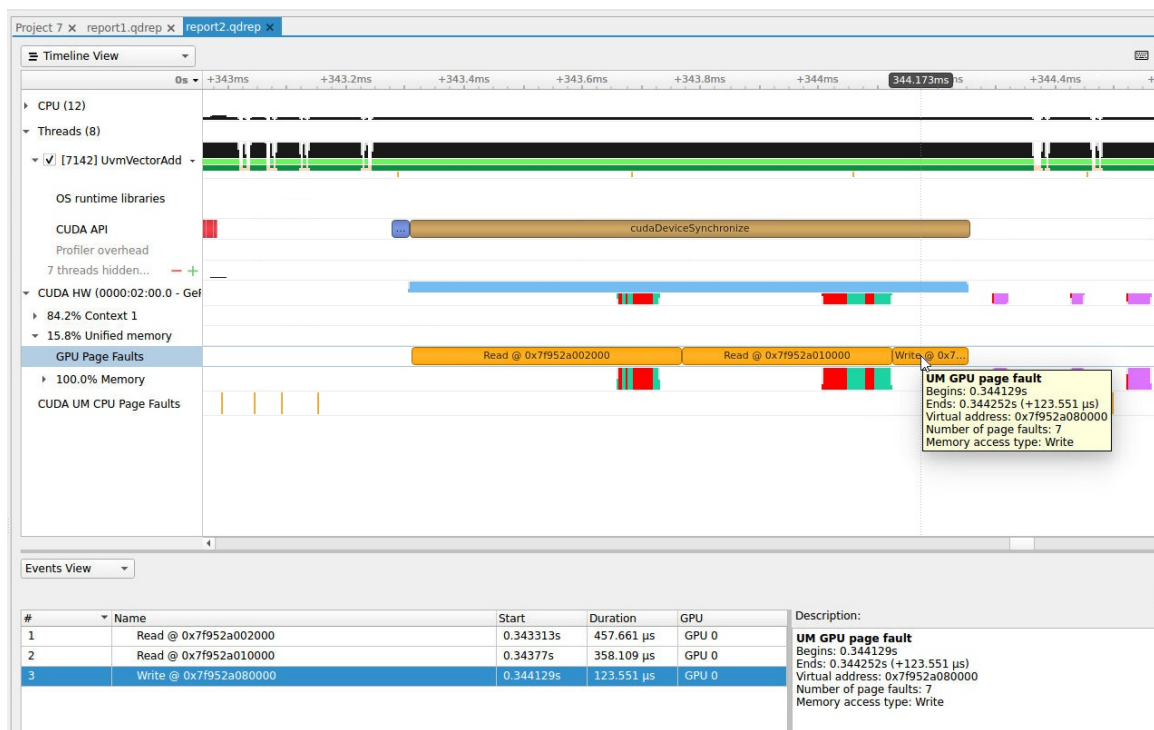 Project 7 x report1.qdrep x report2.qdrep x
Timeline View
0s +343ms +343.2ms +343.4ms +343.6ms +343.8ms +344ms 344.173ms +344.4ms
CPU (12)
Threads (8)
[7142] UvmVectorAdd
OS runtime libraries
CUDA API ... cudaDeviceSynchronize
Profiler overhead
7 threads hidden... − +
CUDA HW (0000:02:00.0 - GeF
84.2% Context 1
15.8% Unified memory
GPU Page Faults Read @ 0x7f952a002000 Read @ 0x7f952a010000 Write @ 0x7...
100.0% Memory
CUDA UM CPU Page Faults
UM GPU page fault
Begins: 0.344129s
Ends: 0.344252s (+123.551 μs)
Virtual address: 0x7f952a080000
Number of page faults: 7
Memory access type: Write
Events View
# Name Start Duration GPU
1 Read @ 0x7f952a002000 0.343313s 457.661 μs GPU 0
2 Read @ 0x7f952a010000 0.34377s 358.109 μs GPU 0
3 Write @ 0x7f952a080000 0.344129s 123.551 μs GPU 0
Description:
UM GPU page fault
Begins: 0.344129s
Ends: 0.344252s (+123.551 μs)
Virtual address: 0x7f952a080000
Number of page faults: 7
Memory access type: Write